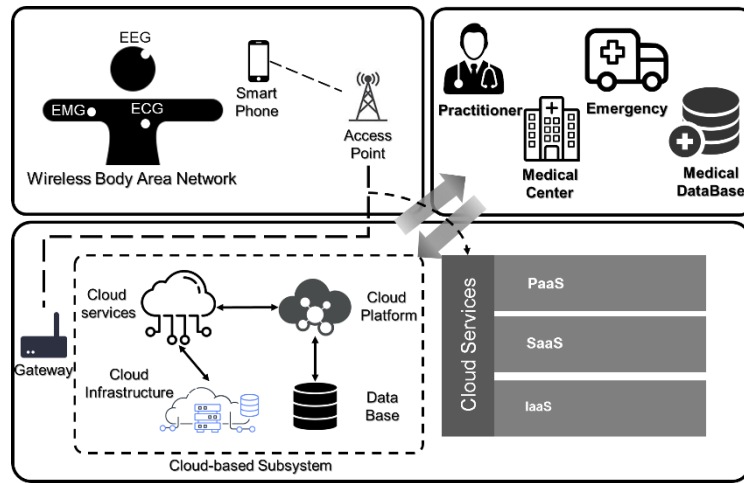 EEG
EMG
ECG
Smart
Phone
Access
Point
Wireless Body Area Network
Practitioner
Emergency
Medical
Center
Medical
DataBase
Gateway
Cloud
services
Cloud
Platform
Cloud
Infrastructure
Data
Base
Cloud-based Subsystem
Cloud Services
PaaS
SaaS
IaaS